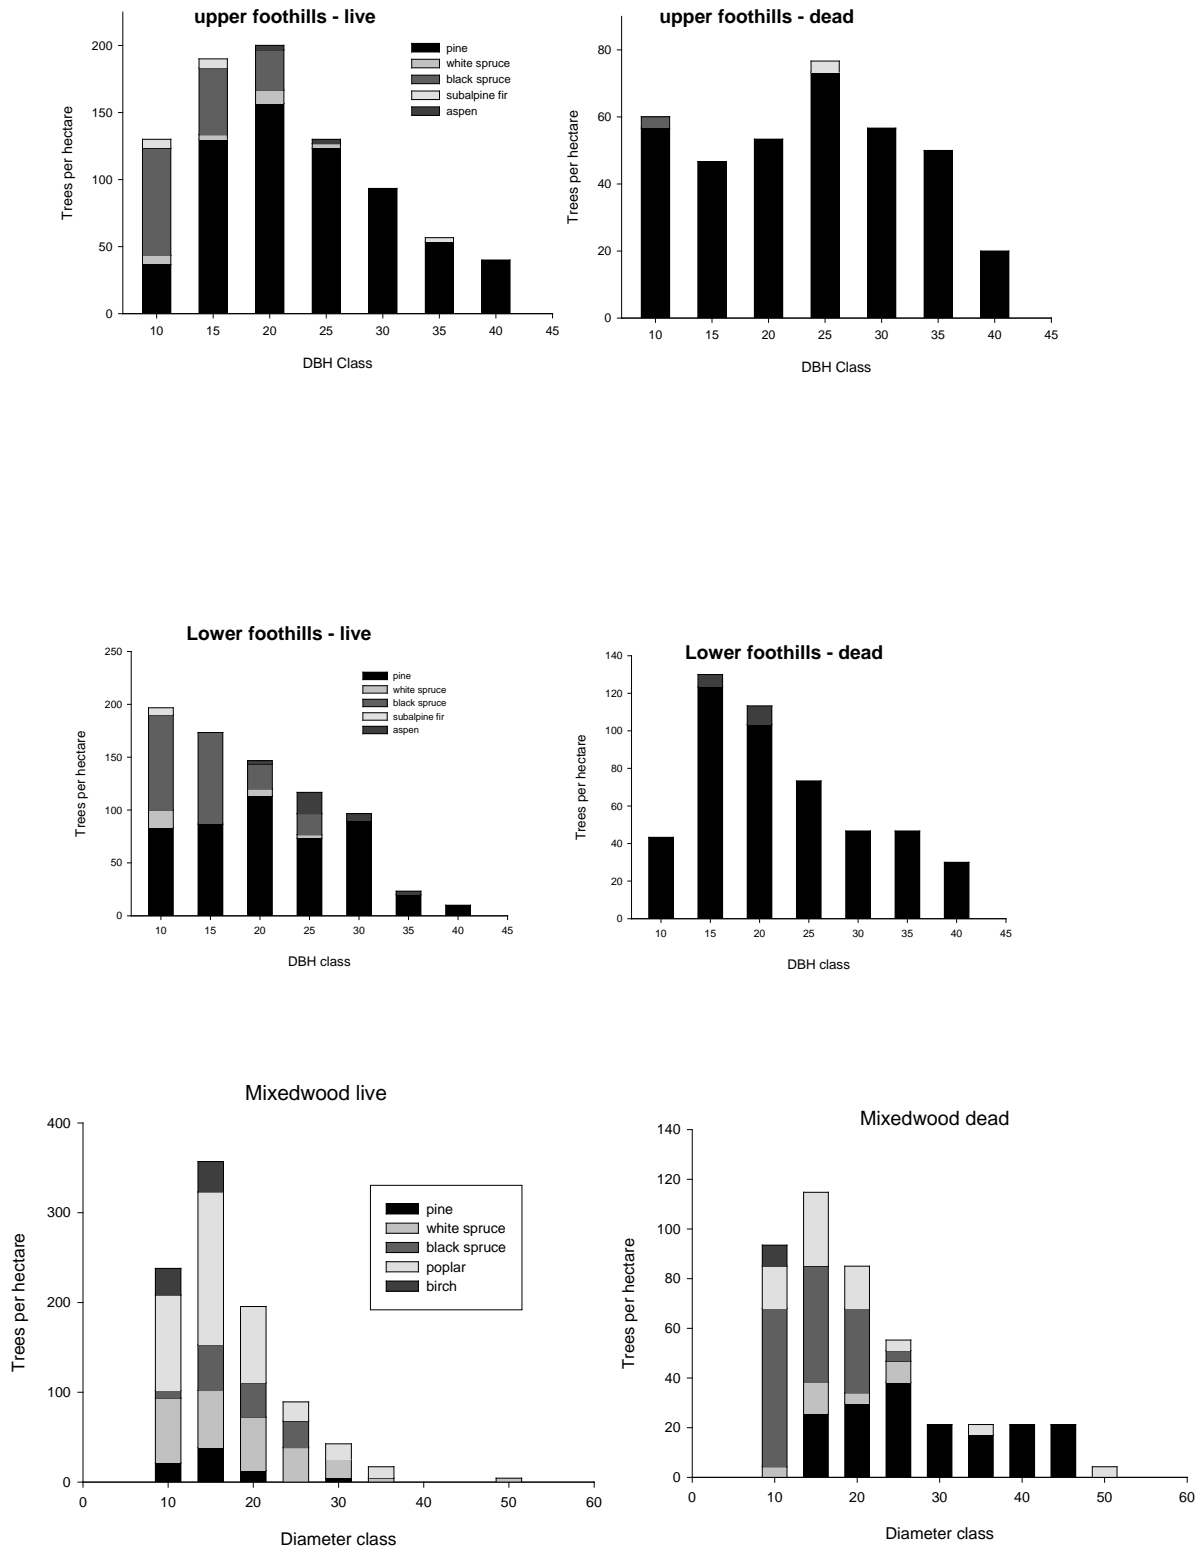 upper foothills - live
200
150
100
50
0
Trees per hectare
pine
white spruce
black spruce
subalpine fir
aspen
10 15 20 25 30 35 40 45
DBH Class
upper foothills - dead
80
60
40
20
0
Trees per hectare
10 15 20 25 30 35 40 45
DBH Class
Lower foothills - live
250
200
150
100
50
0
Trees per hectare
pine
white spruce
black spruce
subalpine fir
aspen
10 15 20 25 30 35 40 45
DBH class
Lower foothills - dead
140
120
100
80
60
40
20
0
Trees per hectare
10 15 20 25 30 35 40 45
DBH class
Mixedwood live
400
300
200
100
0
Trees per hectare
pine
white spruce
black spruce
poplar
birch
0 10 20 30 40 50 60
Diameter class
Mixedwood dead
140
120
100
80
60
40
20
0
Trees per hectare
0 10 20 30 40 50 60
Diameter class